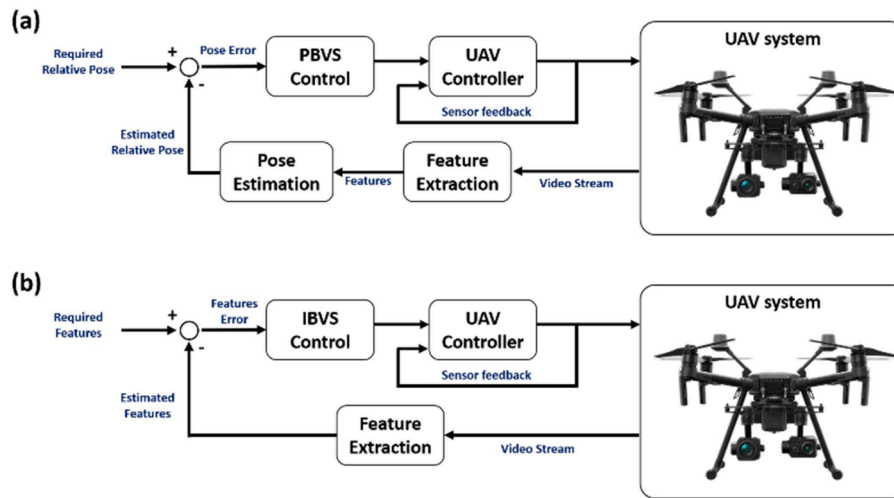 (a)
UAV system
Required
Relative Pose
+
-
Pose Error
PBVS
Control
UAV
Controller
Sensor feedback
Estimated
Relative Pose
Pose
Estimation
Features
Feature
Extraction
Video Stream
(b)
UAV system
Required
Features
+
-
Features
Error
IBVS
Control
UAV
Controller
Sensor feedback
Estimated
Features
Feature
Extraction
Video Stream